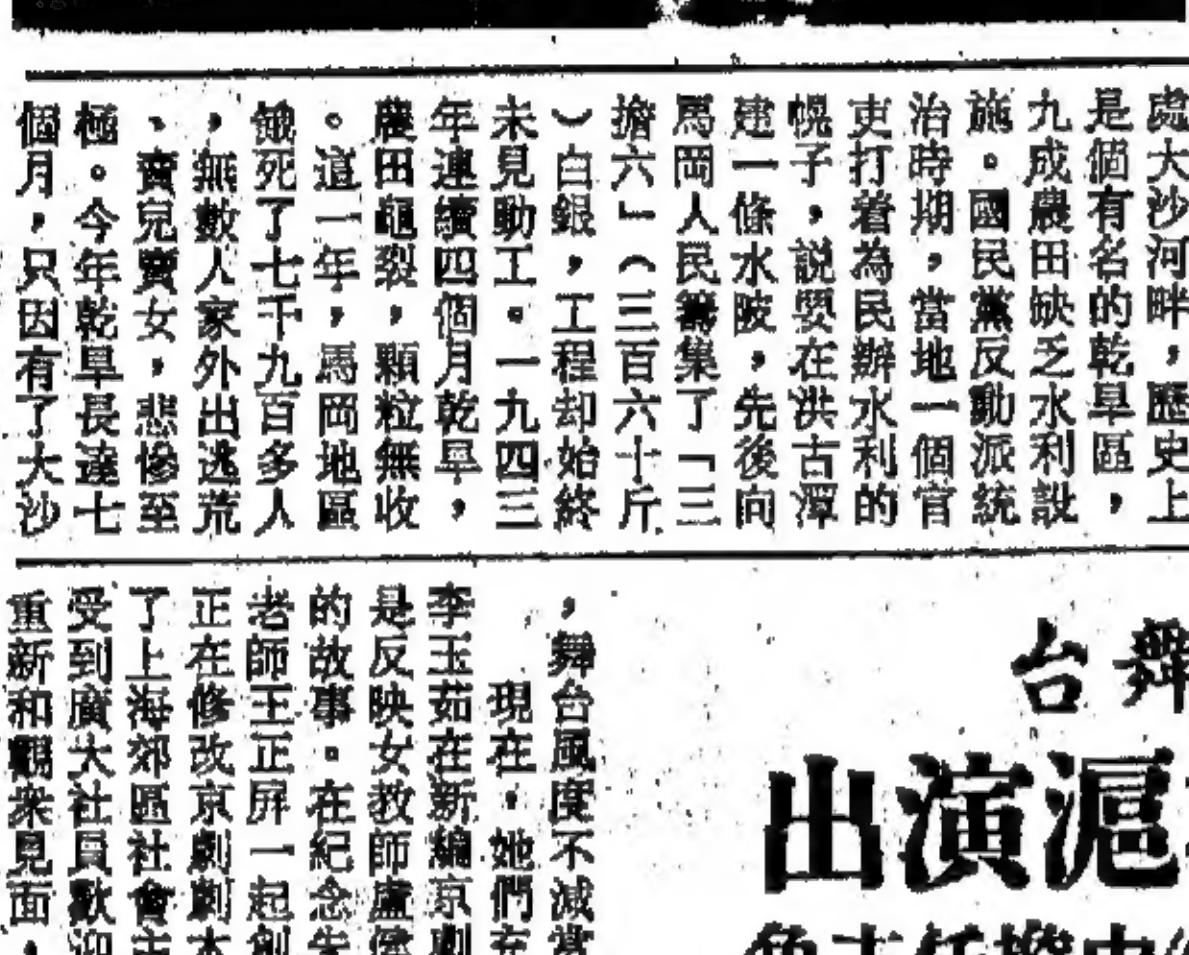 處大沙河畔，歷史上
是個有名的乾旱區，
九成農田缺乏水利設
施。國民黨反動派統
治時期，當地一個官
吏打着為民辦水利的
幌子，説要在洪古潭
建一條水陂，先後向
馬岡人民籌集了「三
擔六」（三百六十斤
）白銀，工程却始終
未見動工。一九四三
年連續四個月乾旱，
農田龜裂，顆粒無收
。這一年，馬岡地區
餓死了七千九百多人
，無數人家外出逃荒
、賣兒賣女，悲慘至
極。今年乾旱長達七
個月，只因有了大沙
舞台
滬演出
，舞台風度不減當
現在，她們在
李玉茹在新編京劇
是反映女教師盧
的故事。在紀念先
老師王正屏一起創
正在修改京劇劇本
了上海郊區社會主
受到廣大社員歡迎
重新和觀衆見面，